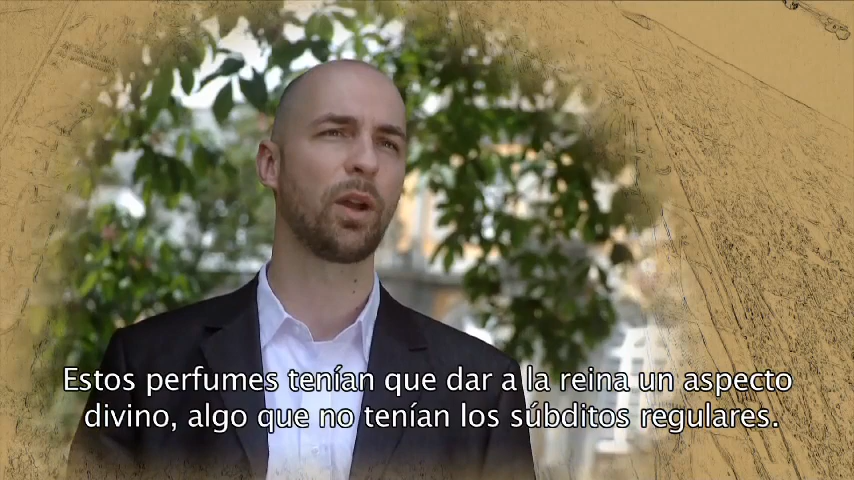 Estos perfumes tenían que dar a la reina un aspecto
divino, algo que no tenían los súbditos regulares.